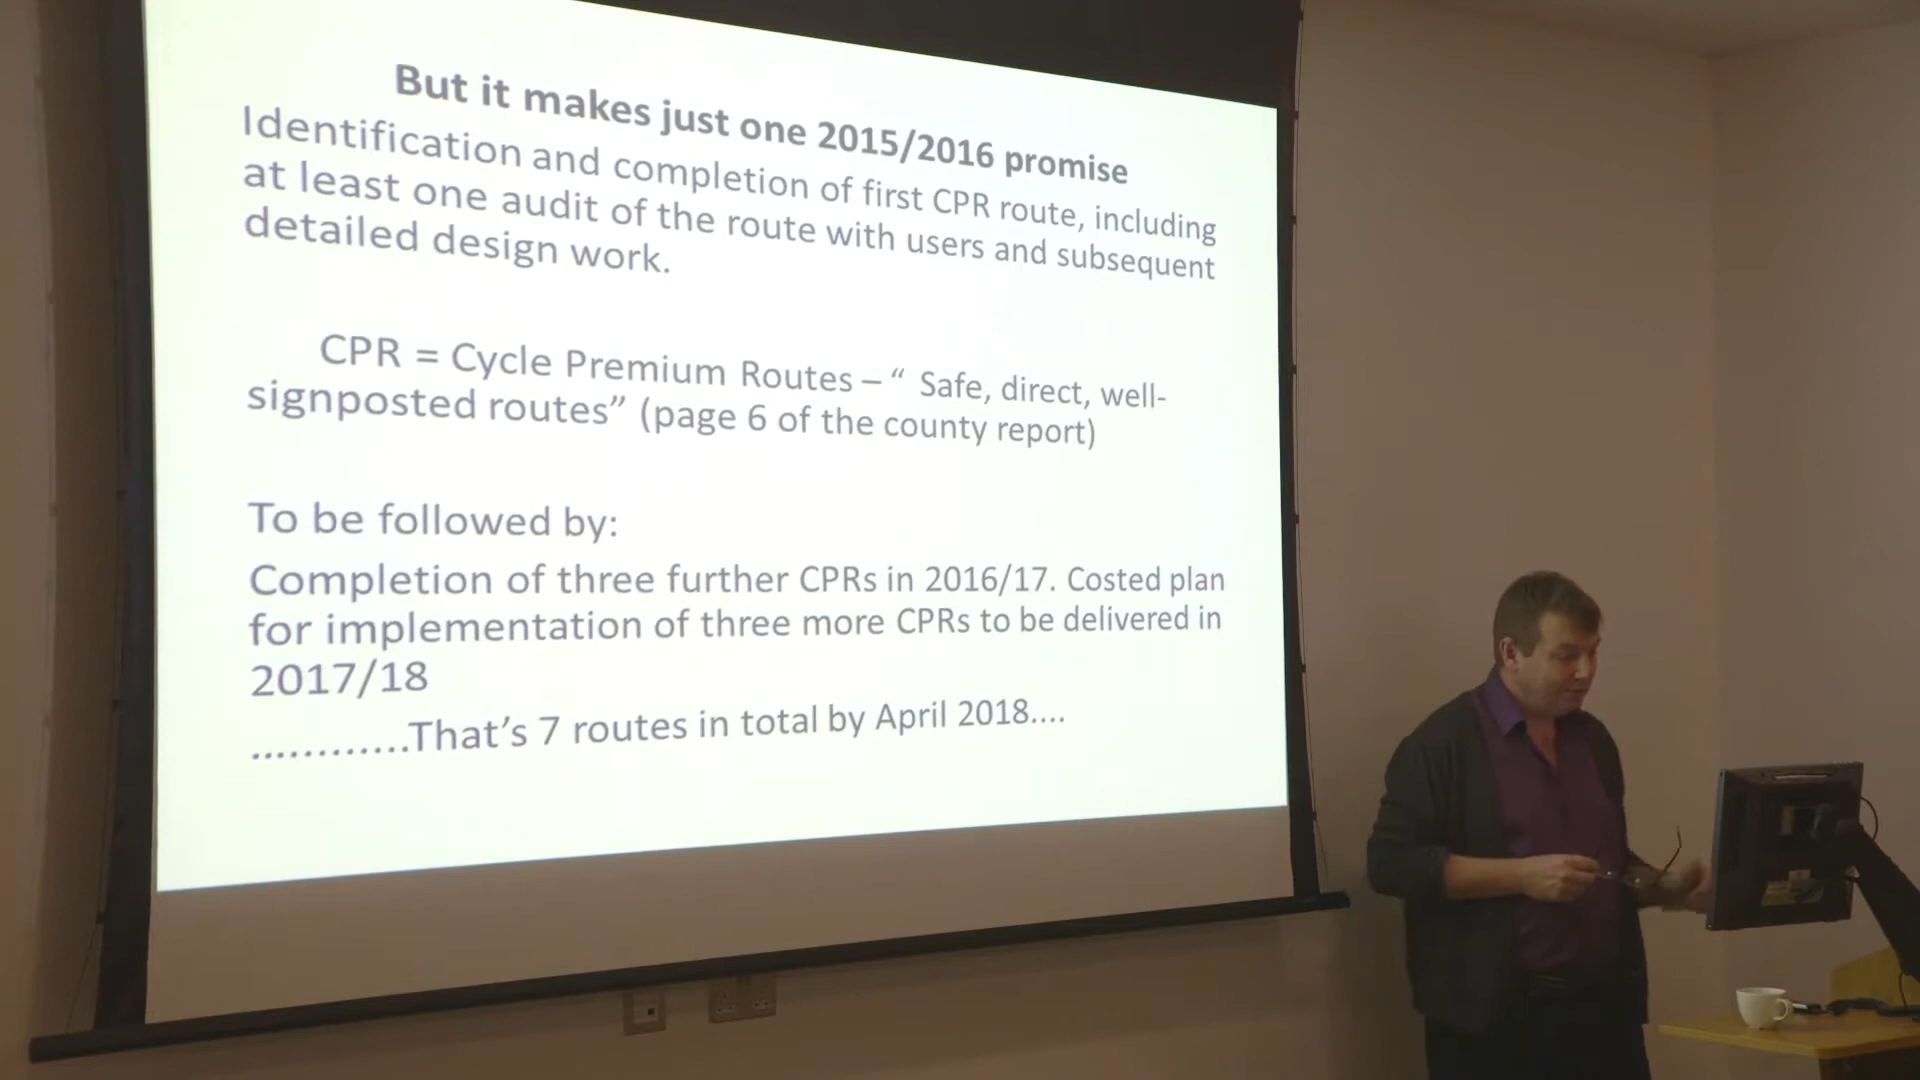 But it makes just one 2015/2016 promise
Identification and completion of first CPR route, including
at least one audit of the route with users and subsequent
detailed design work.
CPR = Cycle Premium Routes – “ Safe, direct, well-
signposted routes” (page 6 of the county report)
To be followed by:
Completion of three further CPRs in 2016/17. Costed plan
for implementation of three more CPRs to be delivered in
2017/18
............That’s 7 routes in total by April 2018....